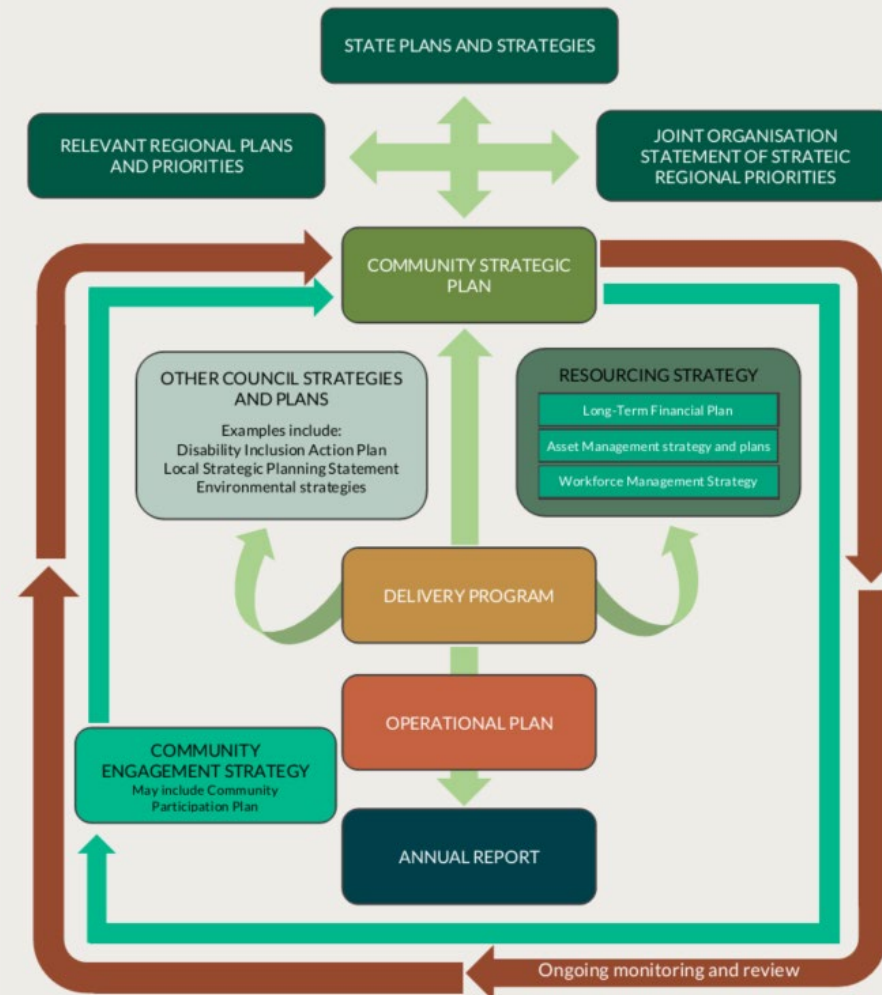 STATE PLANS AND STRATEGIES
RELEVANT REGIONAL PLANS
AND PRIORITIES
JOINT ORGANISATION
STATEMENT OF STRATEIC
REGIONAL PRIORITIES
COMMUNITY STRATEGIC
PLAN
OTHER COUNCIL STRATEGIES
AND PLANS
Examples include:
Disability Inclusion Action Plan
Local Strategic Planning Statement
Environmental strategies
RESOURCING STRATEGY
Long-Term Financial Plan
Asset Management strategy and plans
Workforce Management Strategy
DELIVERY PROGRAM
OPERATIONAL PLAN
COMMUNITY
ENGAGEMENT STRATEGY
May include Community
Participation Plan
ANNUAL REPORT
Ongoing monitoring and review